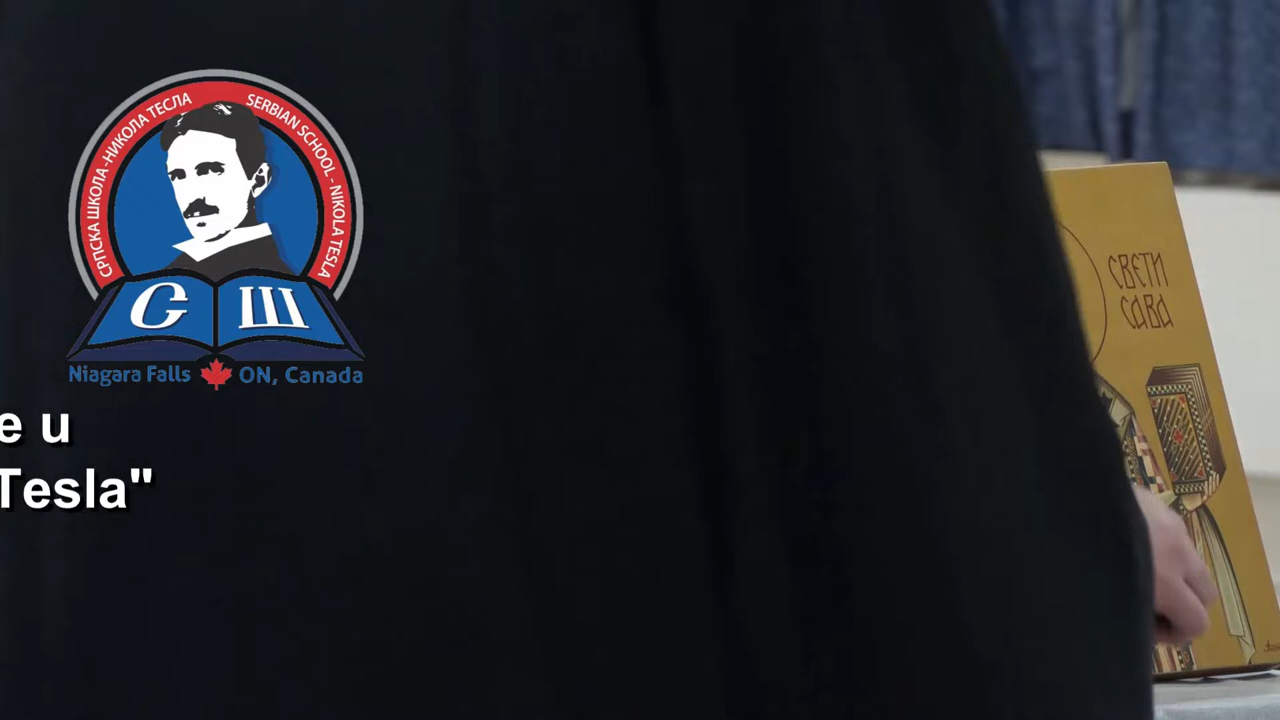 СРПСКА ШКОЛА - НИКОЛА ТЕСЛА
SERBIAN SCHOOL - NIKOLA TESLA
С Ш
Niagara Falls ON, Canada
e u
Tesla"
СВЕТИ
САВА